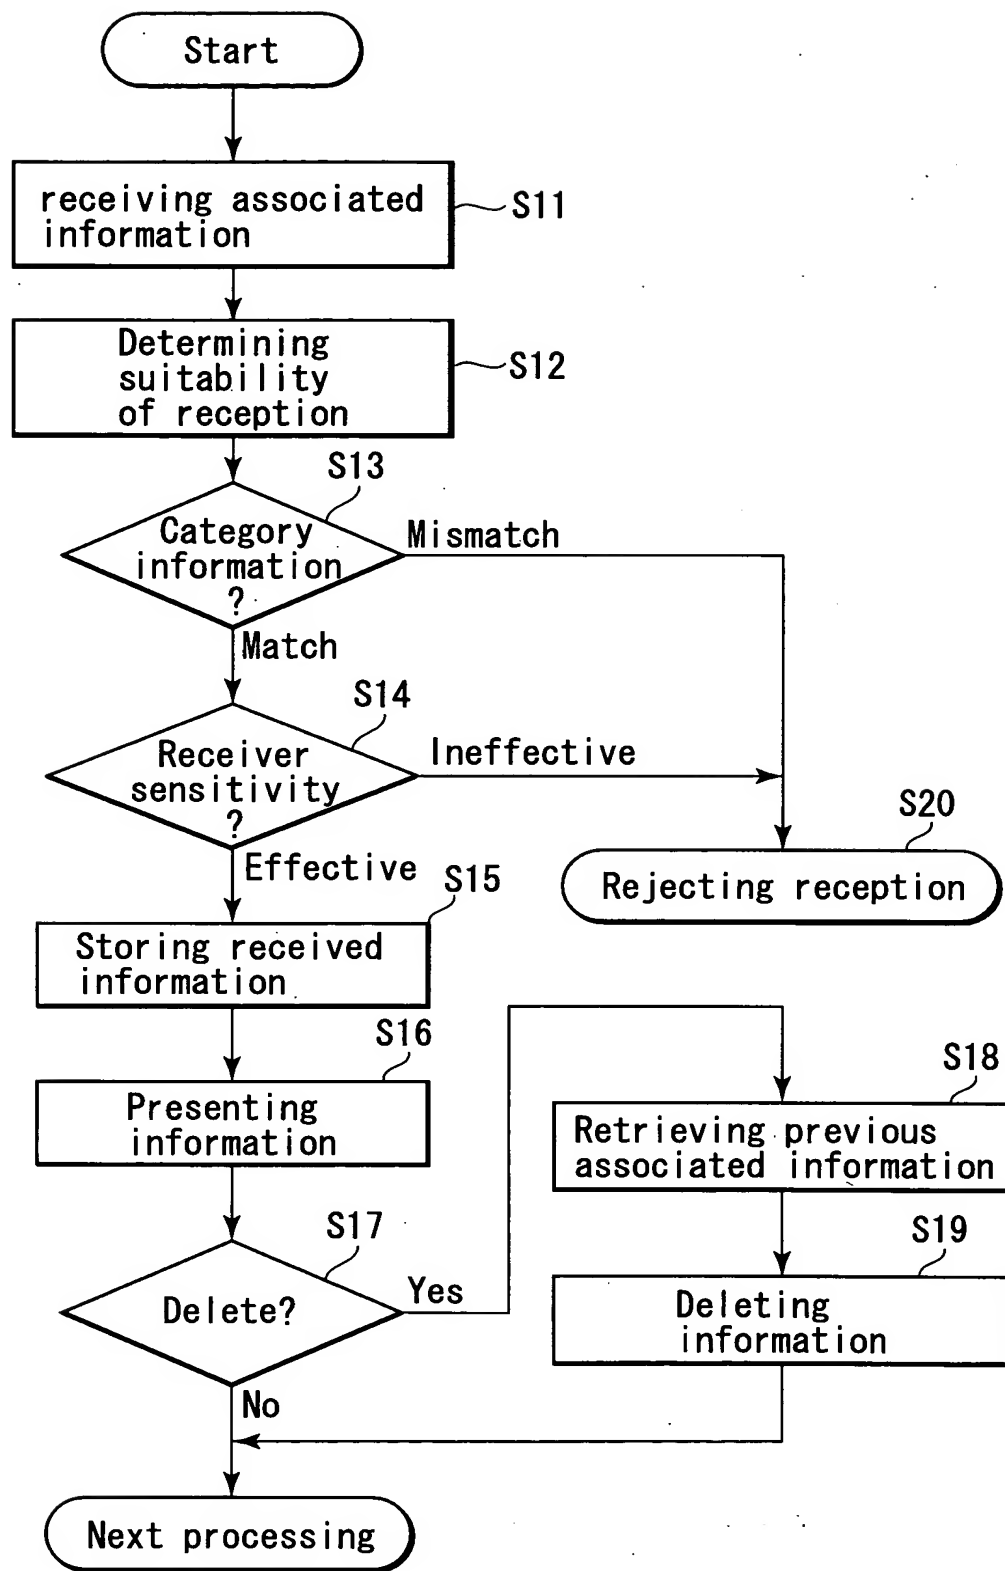 Start
receiving associated
information
S11
Determining
suitability
of reception
S12
S13
Category
information
?
Mismatch
Match
S14
Receiver
sensitivity
?
Ineffective
Effective
S20
Rejecting reception
S15
Storing received
information
S16
Presenting
information
S18
Retrieving previous
associated information
S17
Delete?
Yes
No
S19
Deleting
information
Next processing